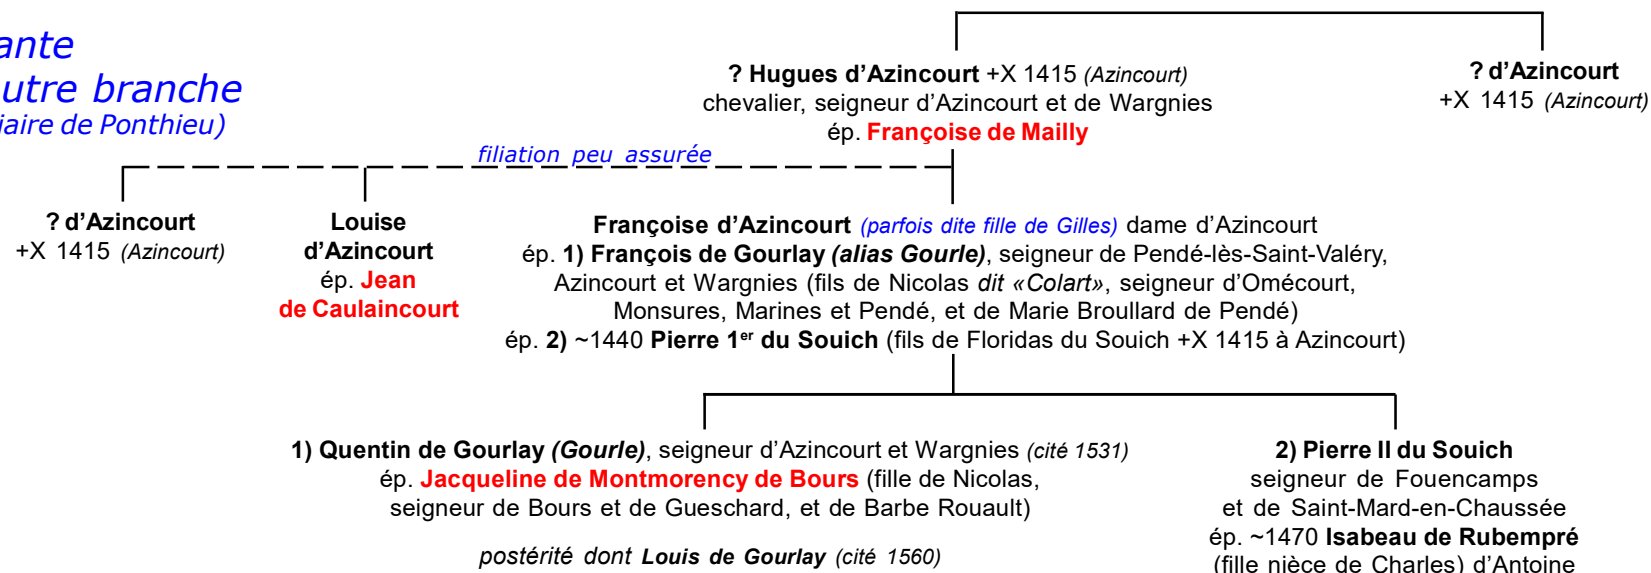 ante
utre branche
iaire de Ponthieu)
? Hugues d’Azincourt +X 1415 (Azincourt)
chevalier, seigneur d’Azincourt et de Wargnies
ép. Françoise de Mailly
? d’Azincourt
+X 1415 (Azincourt)
filiation peu assurée
? d’Azincourt
+X 1415 (Azincourt)
Louise
d’Azincourt
ép. Jean
de Caulaincourt
Françoise d’Azincourt (parfois dite fille de Gilles) dame d’Azincourt
ép. 1) François de Gourlay (alias Gourle), seigneur de Pendé-lès-Saint-Valéry,
Azincourt et Wargnies (fils de Nicolas dit «Colart», seigneur d’Omécourt,
Monsures, Marines et Pendé, et de Marie Broullard de Pendé)
ép. 2) ~1440 Pierre 1er du Souich (fils de Floridas du Souich +X 1415 à Azincourt)
1) Quentin de Gourlay (Gourle), seigneur d’Azincourt et Wargnies (cité 1531)
ép. Jacqueline de Montmorency de Bours (fille de Nicolas,
seigneur de Bours et de Gueschard, et de Barbe Rouault)
postérité dont Louis de Gourlay (cité 1560)
2) Pierre II du Souich
seigneur de Fouencamps
et de Saint-Mard-en-Chaussée
ép. ~1470 Isabeau de Rubempré
(fille nièce de Charles) d’Antoine